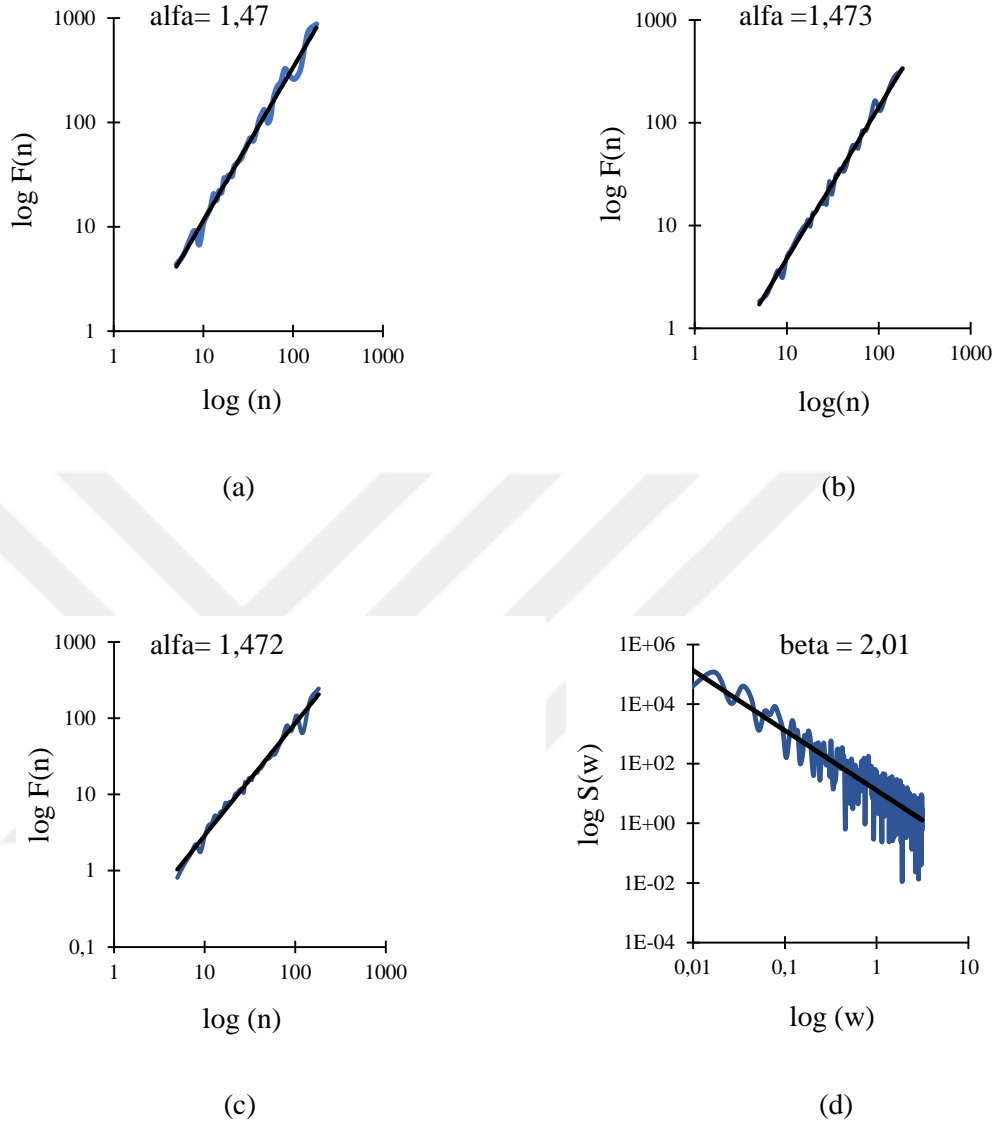 alfa= 1,47
1000
100
10
1
1
10
100
1000
log F(n)
log (n)
(a)
alfa =1,473
1000
100
10
1
1
10
100
1000
log F(n)
log(n)
(b)
alfa= 1,472
1000
100
10
1
0,1
1
10
100
1000
log F(n)
log (n)
(c)
beta = 2,01
1E+06
1E+04
1E+02
1E+00
1E-02
1E-04
0,01
0,1
1
10
log S(w)
log (w)
(d)